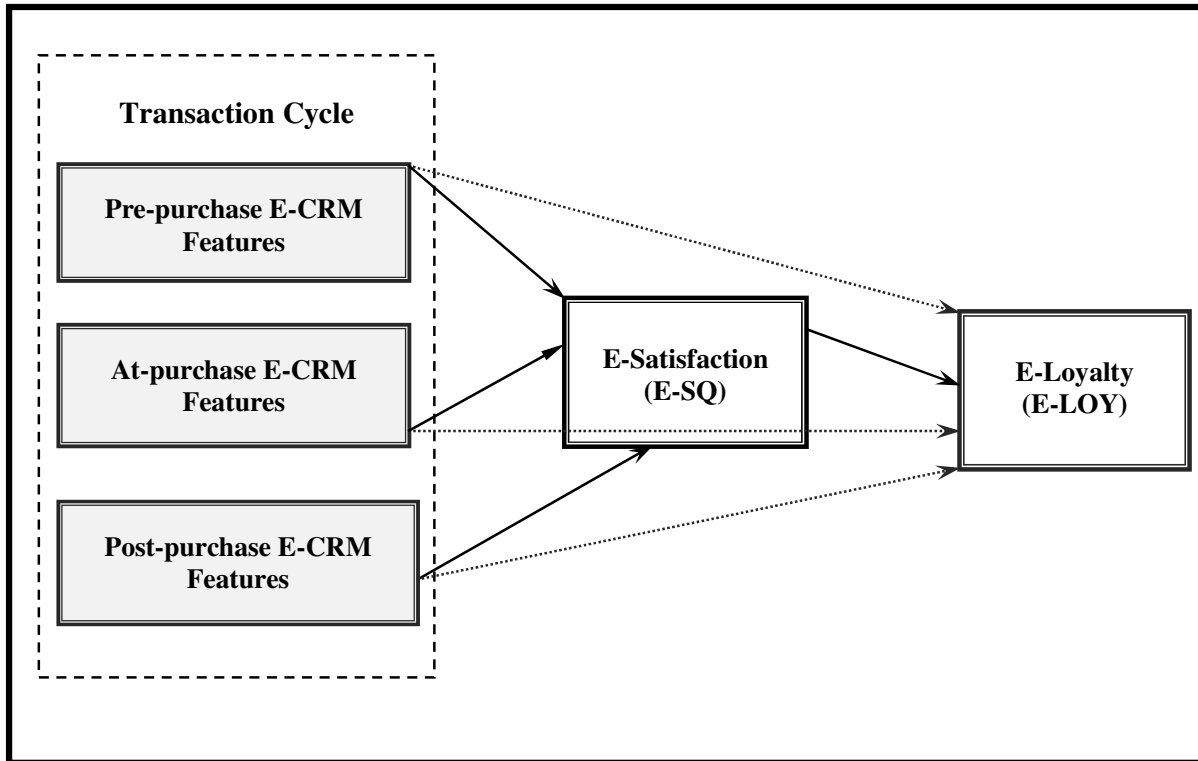 Transaction Cycle
Pre-purchase E-CRM
Features
At-purchase E-CRM
Features
Post-purchase E-CRM
Features
E-Satisfaction
(E-SQ)
E-Loyalty
(E-LOY)